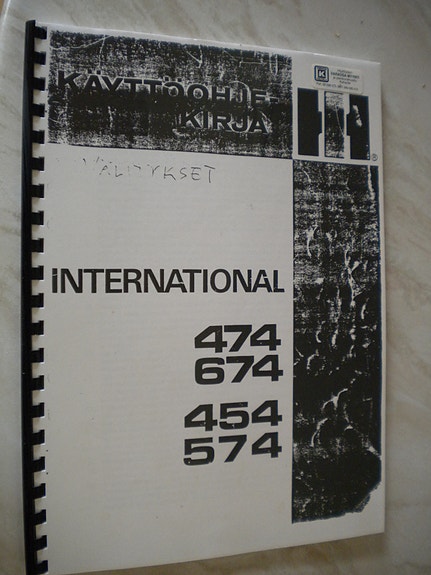 KÄYTTÖOHJE-
KIRJA
VÄLITYKSET
INTERNATIONAL
474
674
454
574